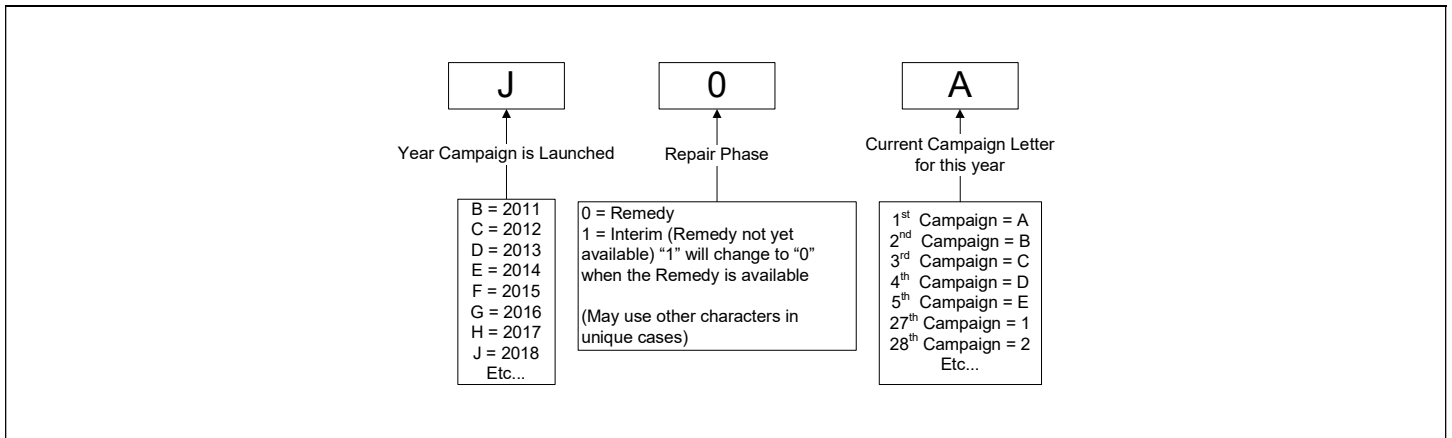 J
0
A
Year Campaign is Launched
Repair Phase
Current Campaign Letter
for this year
B = 2011
C = 2012
D = 2013
E = 2014
F = 2015
G = 2016
H = 2017
J = 2018
Etc...
0 = Remedy
1 = Interim (Remedy not yet
available) “1” will change to “0”
when the Remedy is available
(May use other characters in
unique cases)
1st Campaign = A
2nd Campaign = B
3rd Campaign = C
4th Campaign = D
5th Campaign = E
27th Campaign = 1
28th Campaign = 2
Etc...